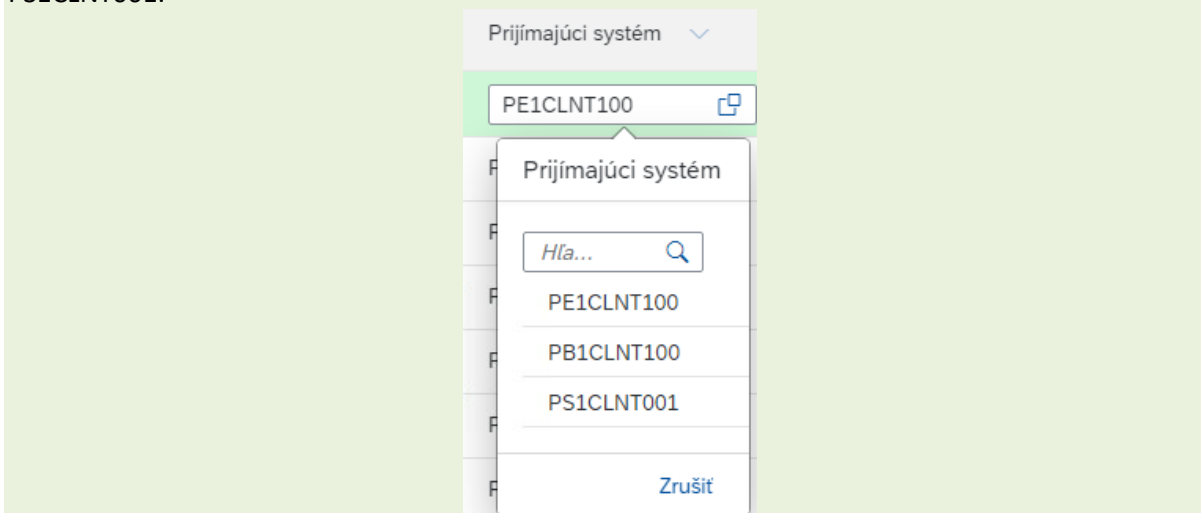 Prijímajúci systém
PE1CLNT100
Prijímajúci systém
Hľa...
PE1CLNT100
PB1CLNT100
PS1CLNT001
Zrušiť